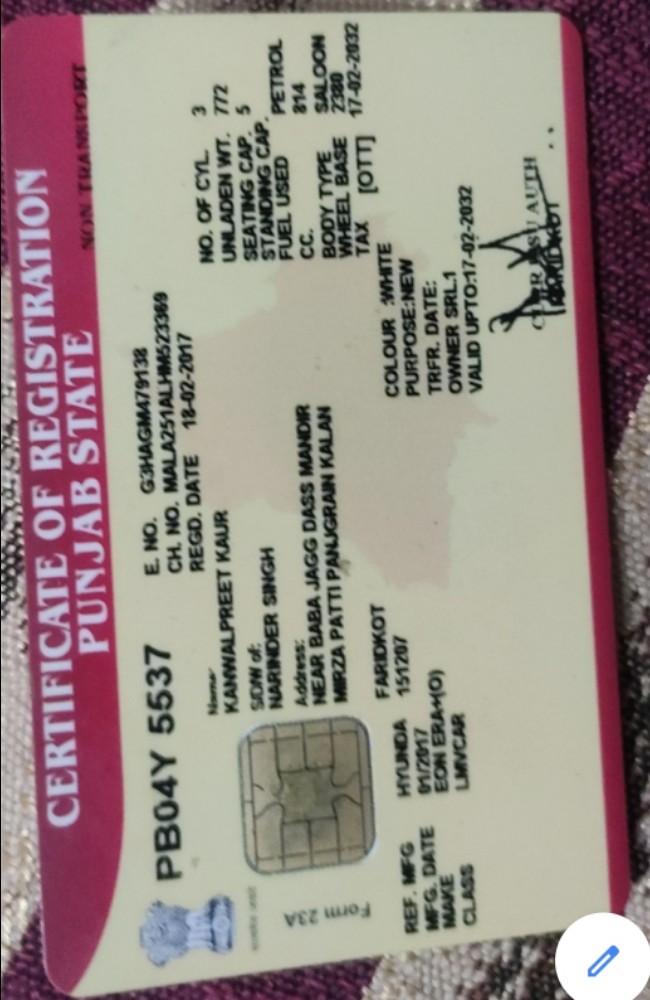 CERTIFICATE OF REGISTRATION
PUNJAB STATE
NON TRANSPORT
PB04Y 5537
E. NO. G3HAGM479138
CH. NO. MALA251ALHM523369
REGD. DATE 18-02-2017
Name:
KANWALPREET KAUR
S/D/W of:
NARINDER SINGH
Address:
NEAR BABA JAGG DASS MANDIR
MIRZA PATTI PANJGRAIN KALAN
FARIDKOT
151207
NO. OF CYL. 3
UNLADEN WT. 772
SEATING CAP. 5
STANDING CAP.
FUEL USED PETROL
CC. 814
BODY TYPE SALOON
WHEEL BASE 2380
TAX [OTT] 17-02-2032
COLOUR :WHITE
PURPOSE:NEW
TRFR. DATE:
OWNER SRL:1
VALID UPTO:17-02-2032
AUTH
Form 23A
REF. MFG HYUNDA
MFG. DATE 01/2017
MAKE EON ERA+(O)
CLASS LMV/CAR